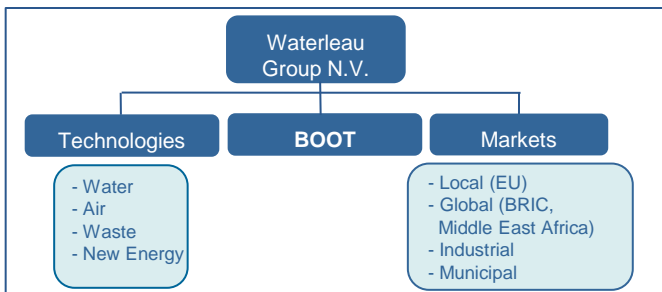 Waterleau
Group N.V.
Technologies
BOOT
Markets
- Water
- Air
- Waste
- New Energy
- Local (EU)
- Global (BRIC,
Middle East Africa)
- Industrial
- Municipal